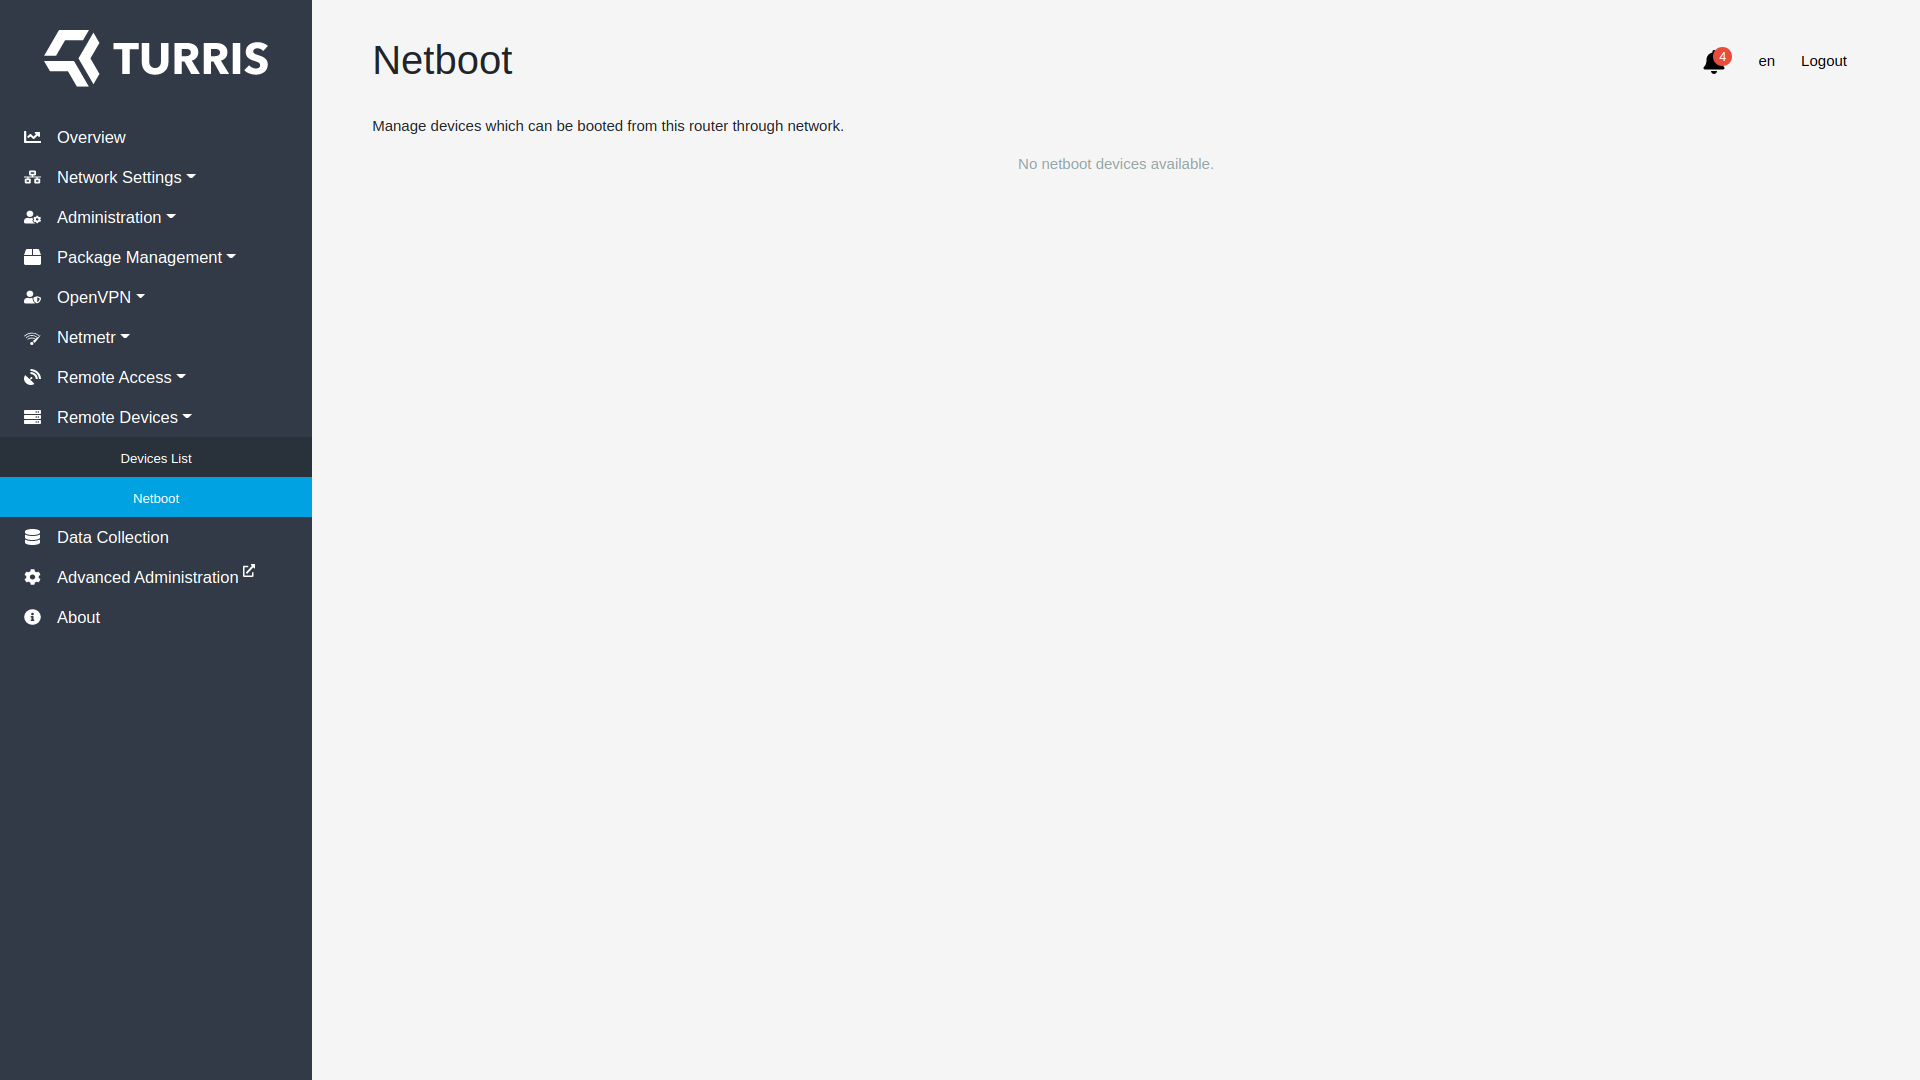 TURRIS
Overview
Network Settings
Administration
Package Management
OpenVPN
Netmetr
Remote Access
Remote Devices
Devices List
Netboot
Data Collection
Advanced Administration
About
Netboot
4
en
Logout
Manage devices which can be booted from this router through network.
No netboot devices available.